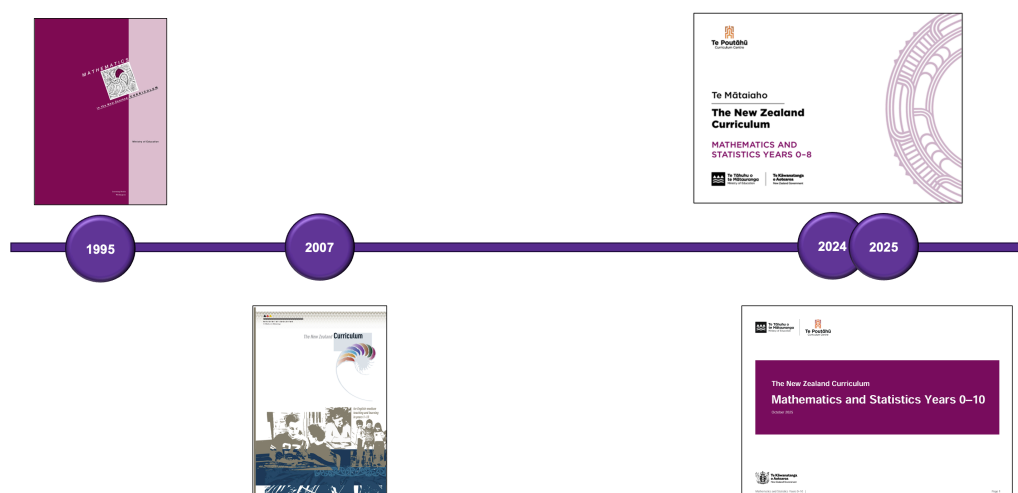 MATHEMATICS
in the New Zealand CURRICULUM
Ministry of Education
Te Poutāhū
Curriculum Centre
Te Mātaiaho
The New Zealand
Curriculum
MATHEMATICS AND
STATISTICS YEARS 0–8
Te Tāhuhu o
te Mātauranga
Ministry of Education
Te Kāwanatanga
o Aotearoa
New Zealand Government
1995
2007
2024
2025
The New Zealand Curriculum
Te Tāhuhu o
te Mātauranga
Ministry of Education
Te Poutāhū
Curriculum Centre
The New Zealand Curriculum
Mathematics and Statistics Years 0–10
October 2025
Te Kāwanatanga
o Aotearoa
New Zealand Government